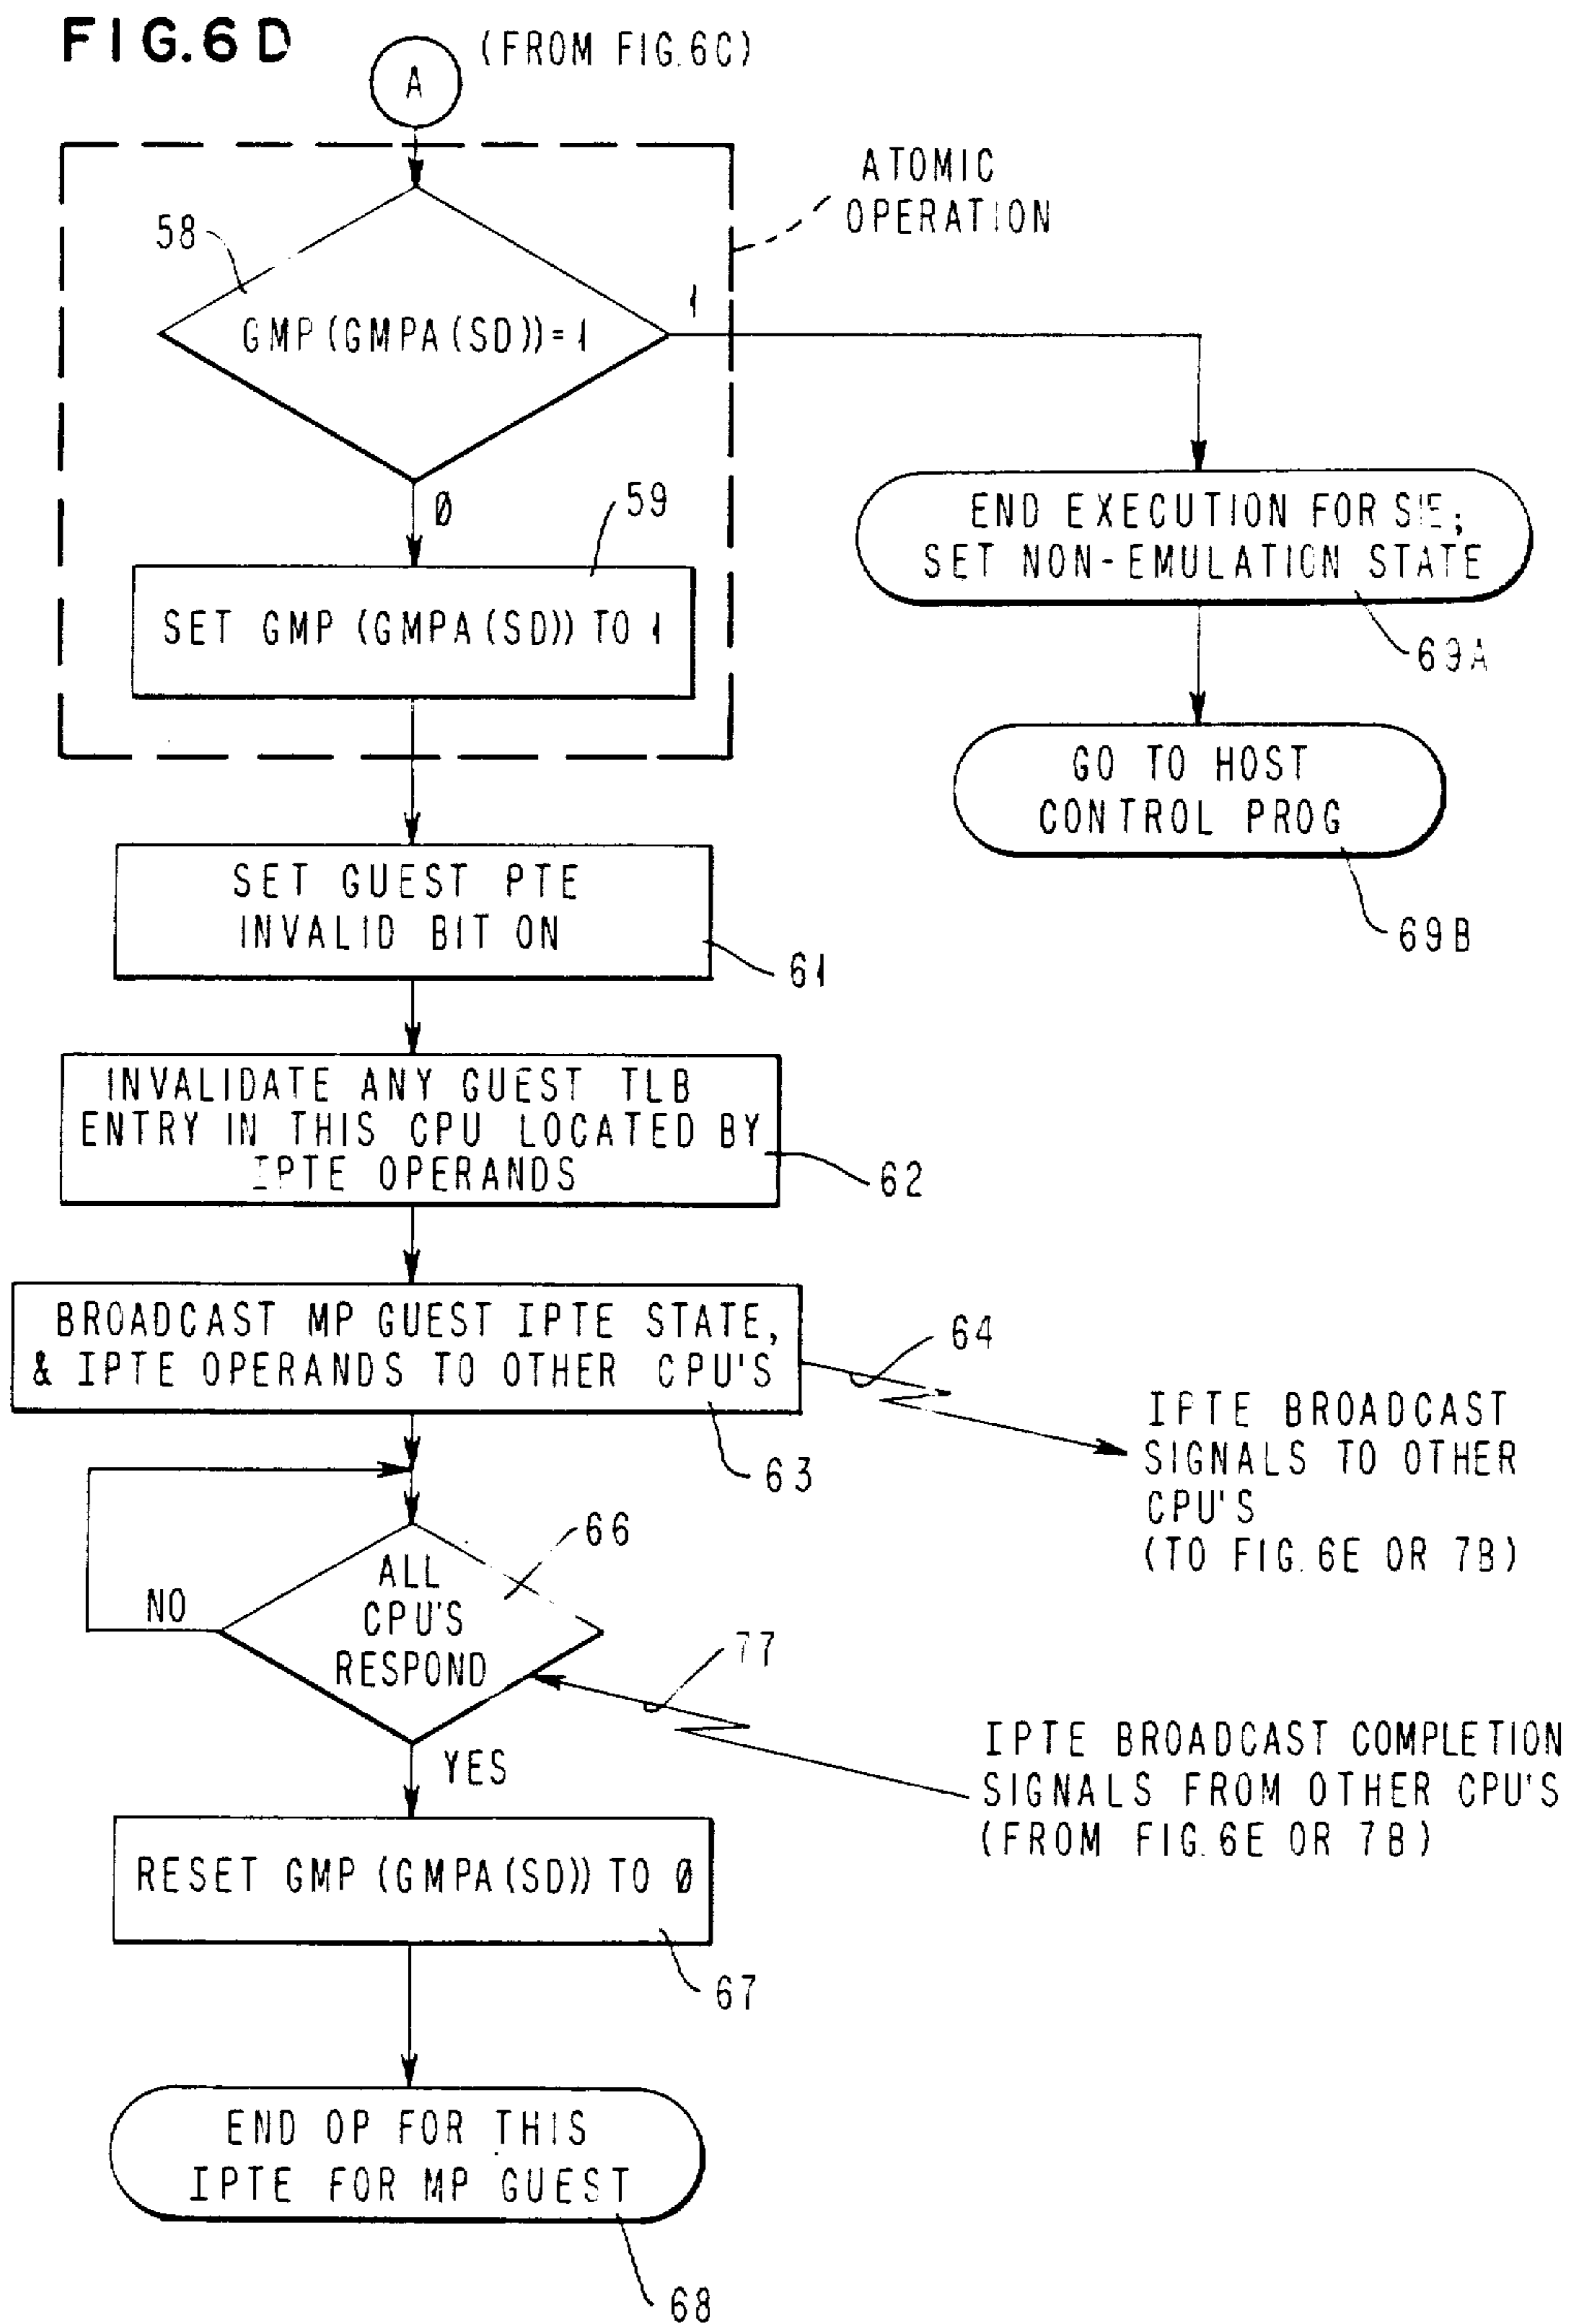 FIG.6D
A
(FROM FIG.6C)
ATOMIC
OPERATION
58
GMP(GMPA(SD))=1
1
0
59
SET GMP (GMPA(SD)) TO 1
END EXECUTION FOR SIE;
SET NON-EMULATION STATE
69A
GO TO HOST
CONTROL PROG
69B
SET GUEST PTE
INVALID BIT ON
61
INVALIDATE ANY GUEST TLB
ENTRY IN THIS CPU LOCATED BY
IPTE OPERANDS
62
BROADCAST MP GUEST IPTE STATE,
& IPTE OPERANDS TO OTHER CPU'S
63
64
IPTE BROADCAST
SIGNALS TO OTHER
CPU'S
(TO FIG.6E OR 7B)
66
ALL
CPU'S
RESPOND
NO
77
IPTE BROADCAST COMPLETION
SIGNALS FROM OTHER CPU'S
(FROM FIG.6E OR 7B)
YES
RESET GMP (GMPA(SD)) TO 0
67
END OP FOR THIS
IPTE FOR MP GUEST
68